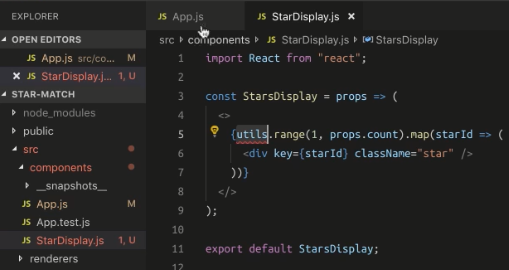 EXPLORER
OPEN EDITORS
JS App.js src/co... M
JS StarDisplay.j... 1, U
STAR-MATCH
node_modules
public
src
components
__snapshots__
JS App.js M
JS App.test.js
JS StarDisplay.js 1, U
renderers
JS App.js JS StarDisplay.js
src components JS StarDisplay.js StarsDisplay
1 import React from "react";
2
3 const StarsDisplay = props => (
4 <>
5 {utils.range(1, props.count).map(starId => (
6 <div key={starId} className="star" />
7 ))}
8 </>
9 );
10
11 export default StarsDisplay;
12